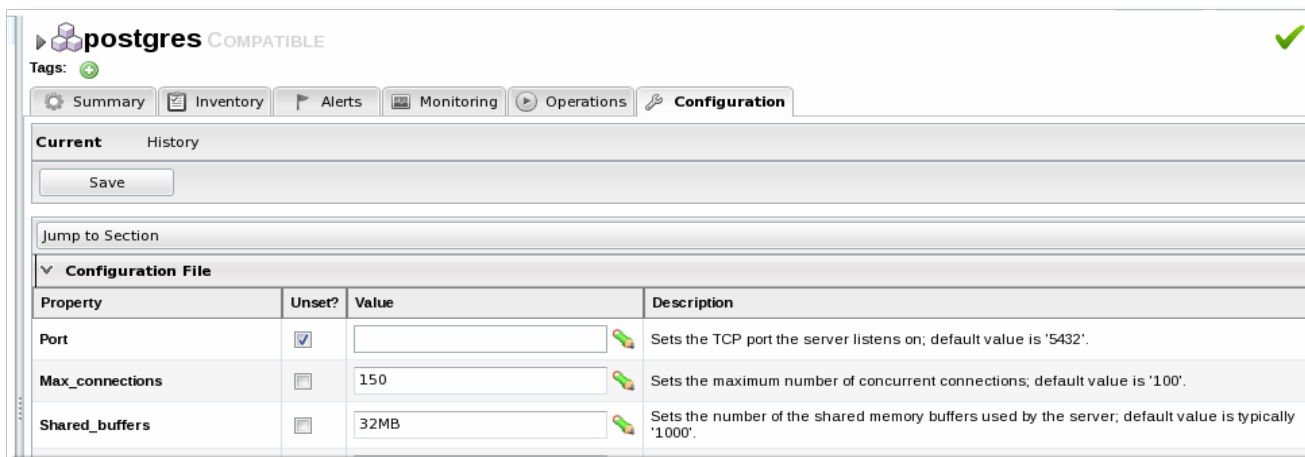 postgres COMPATIBLE
Tags:
Summary Inventory Alerts Monitoring Operations Configuration
Current History
Save
Jump to Section
Configuration File
Property Unset? Value Description
Port Sets the TCP port the server listens on; default value is '5432'.
Max_connections 150 Sets the maximum number of concurrent connections; default value is '100'.
Shared_buffers 32MB Sets the number of the shared memory buffers used by the server; default value is typically
'1000'.